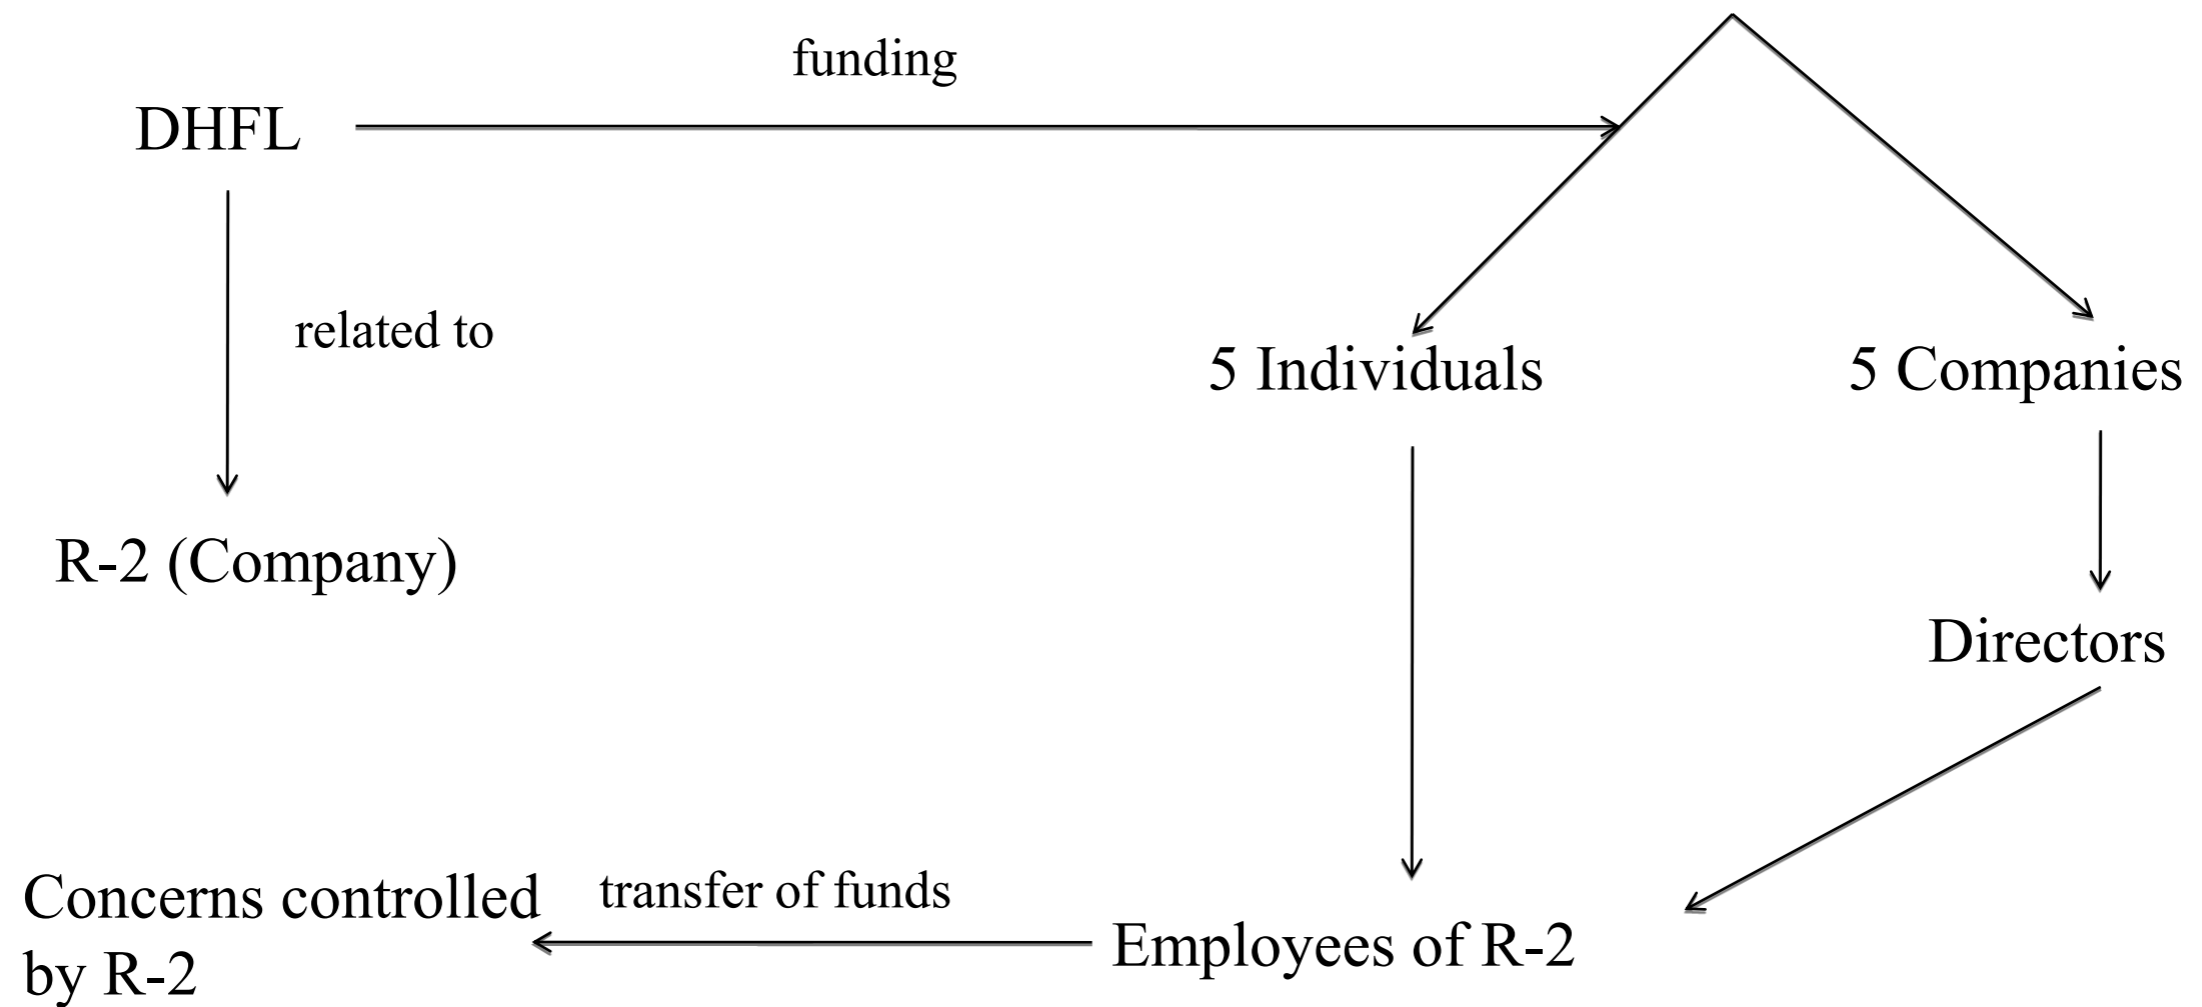 funding
DHFL
related to
5 Individuals
5 Companies
R-2 (Company)
Directors
Concerns controlled
by R-2
transfer of funds
Employees of R-2